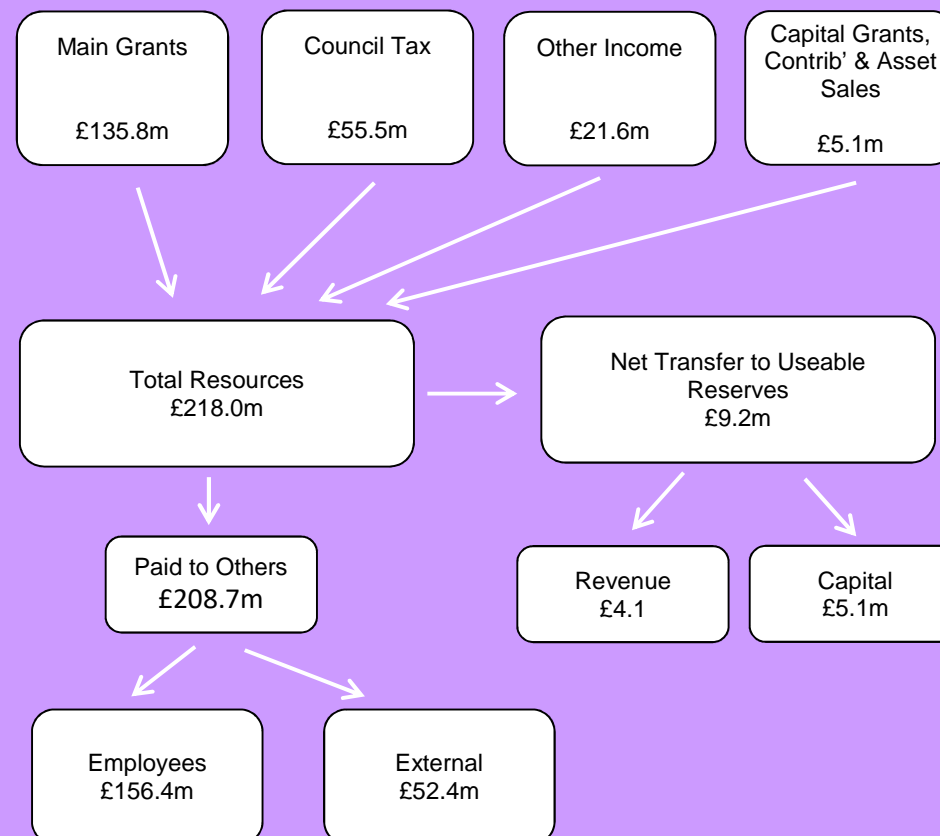 Main Grants
£135.8m
Council Tax
£55.5m
Other Income
£21.6m
Capital Grants,
Contrib’ & Asset
Sales
£5.1m
Total Resources
£218.0m
Net Transfer to Useable
Reserves
£9.2m
Paid to Others
£208.7m
Revenue
£4.1
Capital
£5.1m
Employees
£156.4m
External
£52.4m